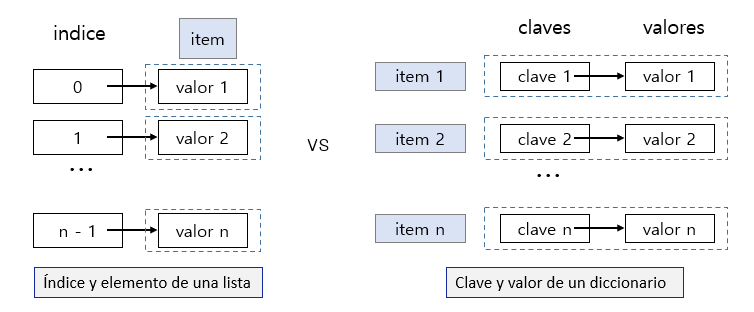 indice
item
0
valor 1
1
valor 2
...
n - 1
valor n
Índice y elemento de una lista
vs
claves
valores
item 1
clave 1
valor 1
item 2
clave 2
valor 2
...
item n
clave n
valor n
Clave y valor de un diccionario